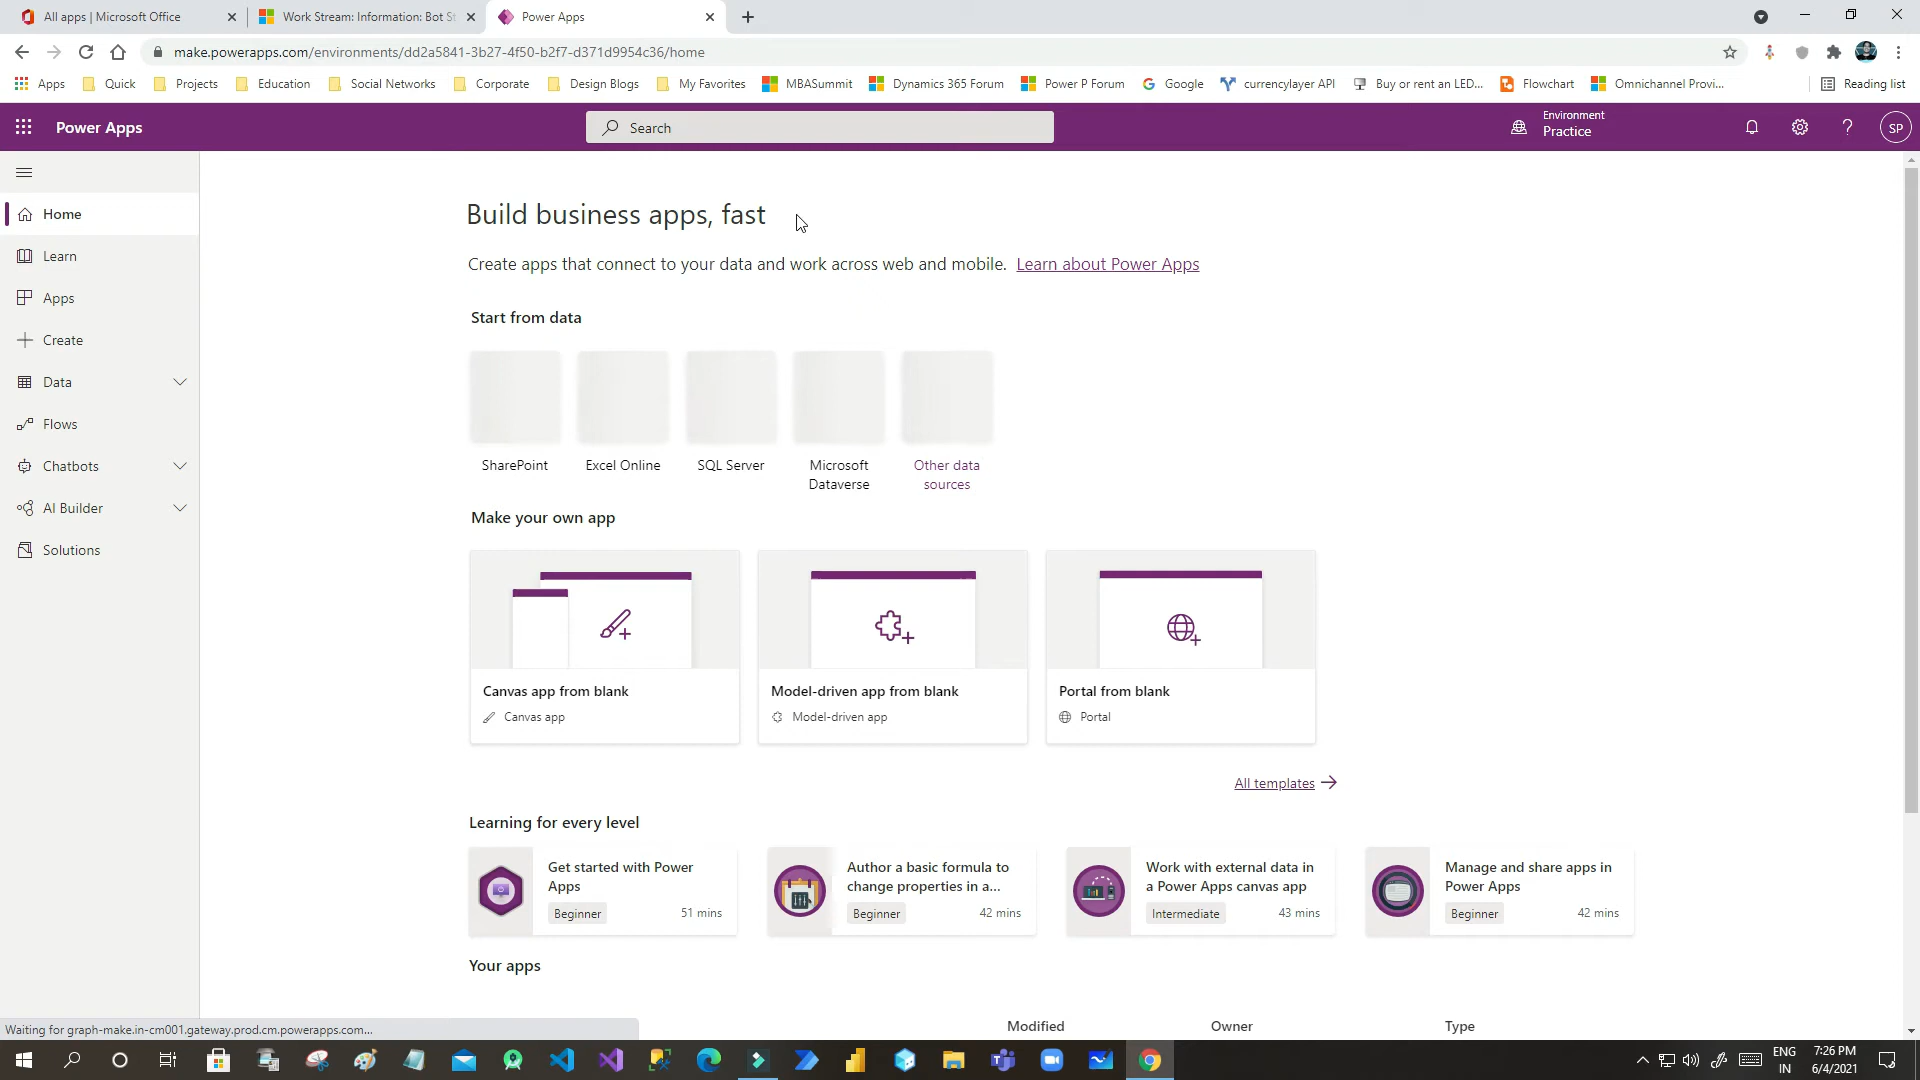 All apps | Microsoft Office
Work Stream: Information: Bot St
Power Apps
make.powerapps.com/environments/dd2a5841-3b27-4f50-b2f7-d371d9954c36/home
Apps
Quick
Projects
Education
Social Networks
Corporate
Design Blogs
My Favorites
MBASummit
Dynamics 365 Forum
Power P Forum
Google
currencylayer API
Buy or rent an LED...
Flowchart
Omnichannel Provi...
Reading list
Power Apps
Search
Environment
Practice
SP
Home
Learn
Apps
Create
Data
Flows
Chatbots
AI Builder
Solutions
Build business apps, fast
Create apps that connect to your data and work across web and mobile. Learn about Power Apps
Start from data
SharePoint
Excel Online
SQL Server
Microsoft
Dataverse
Other data
sources
Make your own app
Canvas app from blank
Canvas app
Model-driven app from blank
Model-driven app
Portal from blank
Portal
All templates
Learning for every level
Get started with Power
Apps
Beginner
51 mins
Author a basic formula to
change properties in a...
Beginner
42 mins
Work with external data in
a Power Apps canvas app
Intermediate
43 mins
Manage and share apps in
Power Apps
Beginner
42 mins
Your apps
Modified
Owner
Type
Waiting for graph-make.in-cm001.gateway.prod.cm.powerapps.com...
ENG
IN
7:26 PM
6/4/2021